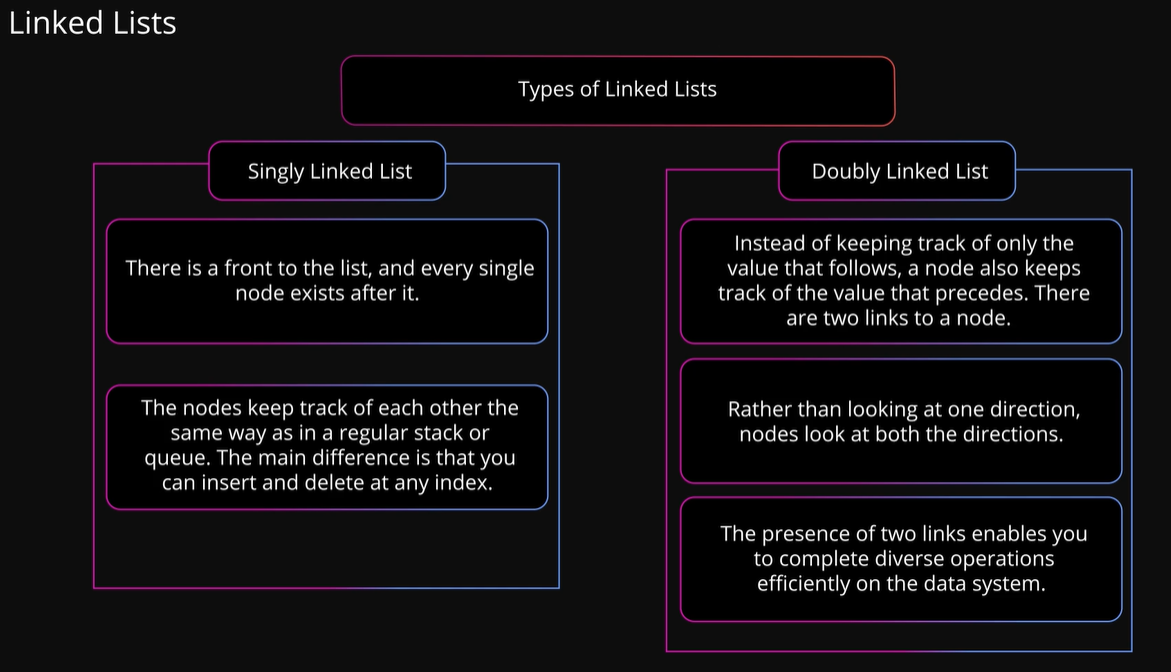 Linked Lists
Types of Linked Lists
Singly Linked List
There is a front to the list, and every single
node exists after it.
The nodes keep track of each other the
same way as in a regular stack or
queue. The main difference is that you
can insert and delete at any index.
Doubly Linked List
Instead of keeping track of only the
value that follows, a node also keeps
track of the value that precedes. There
are two links to a node.
Rather than looking at one direction,
nodes look at both the directions.
The presence of two links enables you
to complete diverse operations
efficiently on the data system.